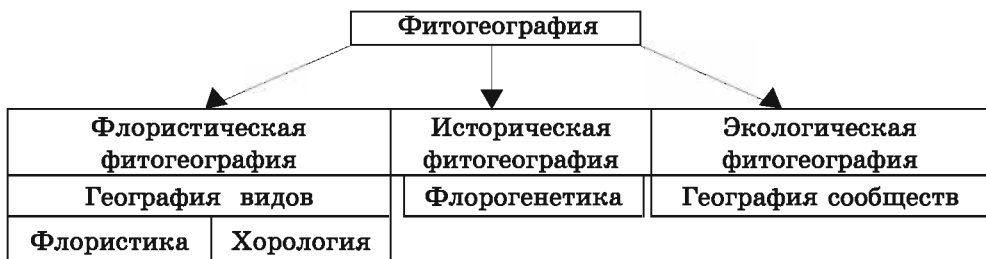 Фитогеография
Флористическая
фитогеография
Историческая
фитогеография
Экологическая
фитогеография
География видов
Флорогенетика
География сообществ
Флористика
Хорология